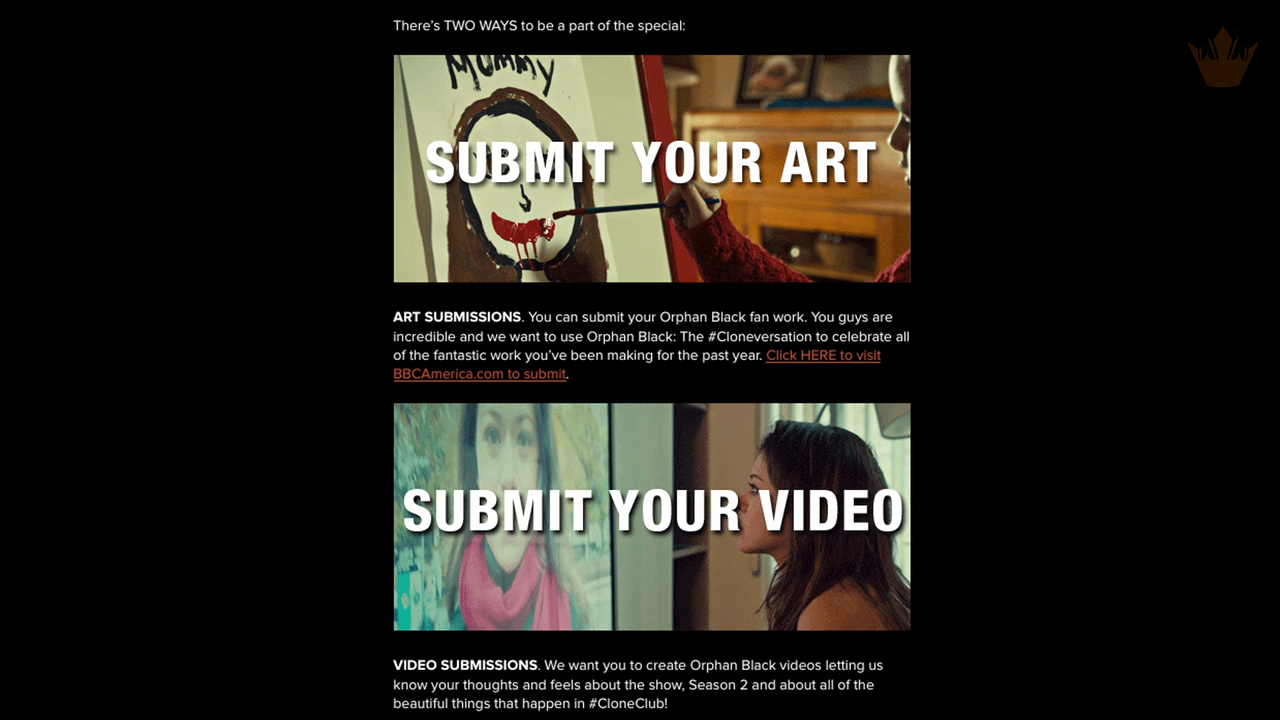 There’s TWO WAYS to be a part of the special:
Mommy
SUBMIT YOUR ART
ART SUBMISSIONS. You can submit your Orphan Black fan work. You guys are
incredible and we want to use Orphan Black: The #Cloneversation to celebrate all
of the fantastic work you’ve been making for the past year. Click HERE to visit
BBCAmerica.com to submit.
SUBMIT YOUR VIDEO
VIDEO SUBMISSIONS. We want you to create Orphan Black videos letting us
know your thoughts and feels about the show, Season 2 and about all of the
beautiful things that happen in #CloneClub!